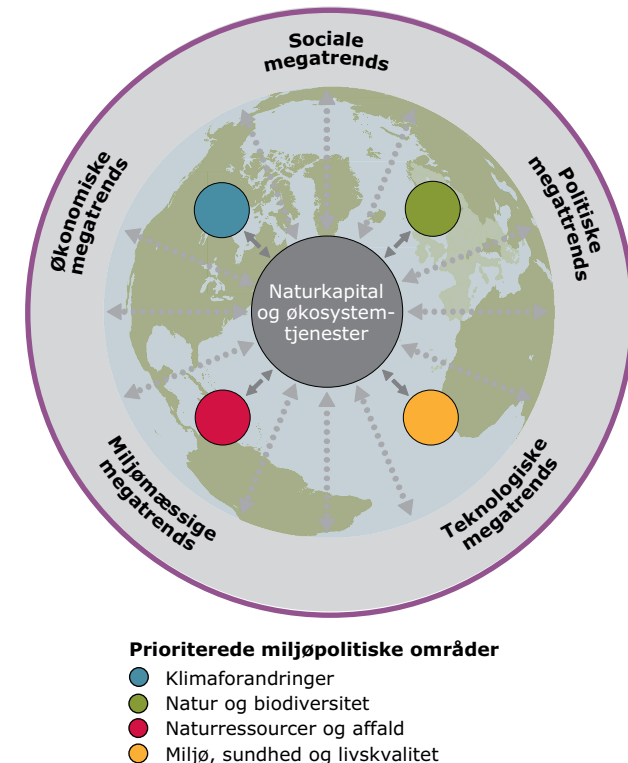 Sociale
megatrends
Økonomiske
megatrends
Politiske
megattrends
Naturkapital
og økosystem-
tjenester
Miljømæssige
megatrends
Teknologiske
megatrends
Prioriterede miljøpolitiske områder
Klimaforandringer
Natur og biodiversitet
Naturressourcer og affald
Miljø, sundhed og livskvalitet